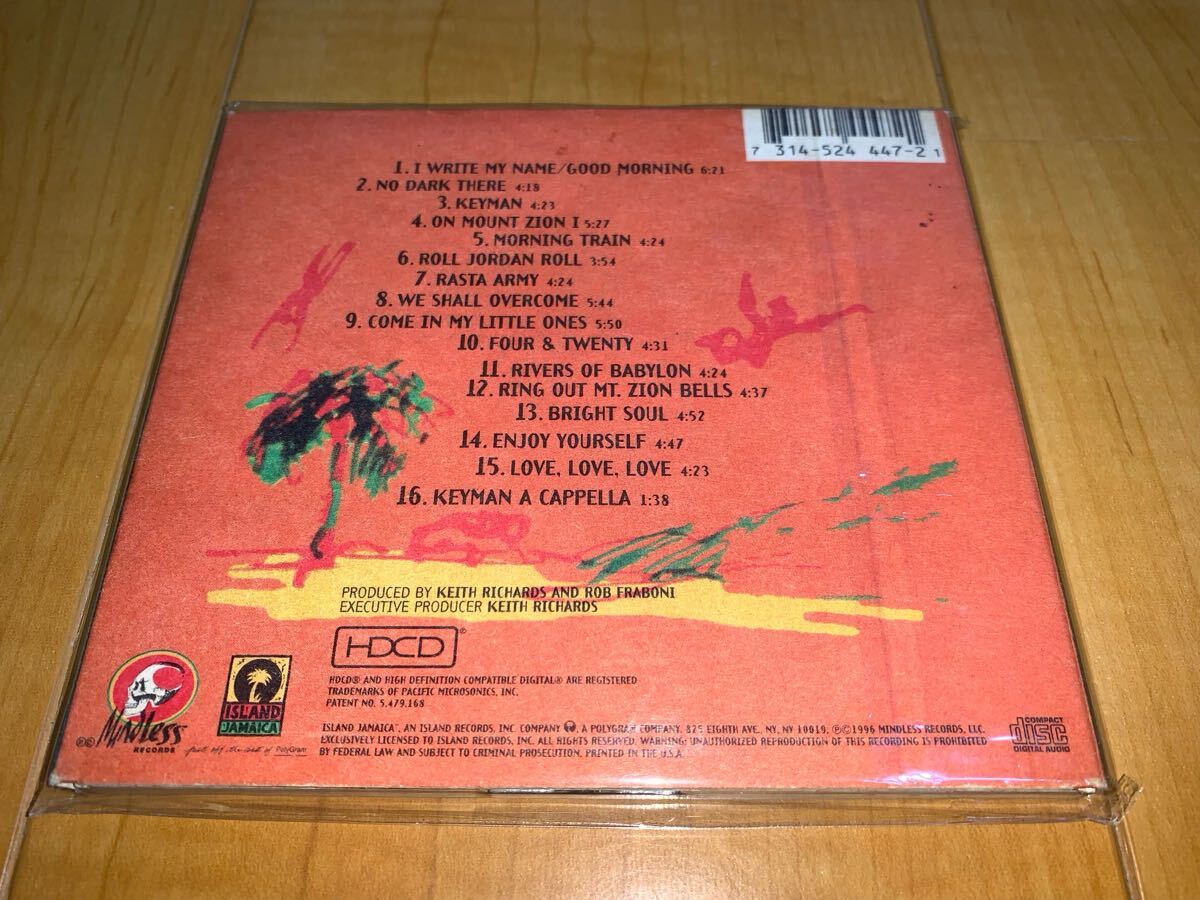 7 314-524 447-2 1
1. I WRITE MY NAME/GOOD MORNING 6:21
2. NO DARK THERE 4:18
3. KEYMAN 4:23
4. ON MOUNT ZION I 5:27
5. MORNING TRAIN 4:24
6. ROLL JORDAN ROLL 3:54
7. RASTA ARMY 4:24
8. WE SHALL OVERCOME 5:44
9. COME IN MY LITTLE ONES 5:50
10. FOUR & TWENTY 4:31
11. RIVERS OF BABYLON 4:24
12. RING OUT MT. ZION BELLS 4:37
13. BRIGHT SOUL 4:52
14. ENJOY YOURSELF 4:47
15. LOVE, LOVE, LOVE 4:23
16. KEYMAN A CAPPELLA 1:38
PRODUCED BY KEITH RICHARDS AND ROB FRABONI
EXECUTIVE PRODUCER KEITH RICHARDS
HDCD®
HDCD® AND HIGH DEFINITION COMPATIBLE DIGITAL® ARE REGISTERED
TRADEMARKS OF PACIFIC MICROSONICS, INC.
PATENT NO. 5,479,168
℗© Mindless
RECORDS
ISLAND
JAMAICA
PolyGram
ISLAND JAMAICA™, AN ISLAND RECORDS, INC. COMPANY, A POLYGRAM COMPANY. 825 EIGHTH AVE., NY, NY 10019. ℗©1996 MINDLESS RECORDS, LLC.
EXCLUSIVELY LICENSED TO ISLAND RECORDS, INC. ALL RIGHTS RESERVED. WARNING: UNAUTHORIZED REPRODUCTION OF THIS RECORDING IS PROHIBITED
BY FEDERAL LAW AND SUBJECT TO CRIMINAL PROSECUTION. PRINTED IN THE U.S.A.
COMPACT
disc
DIGITAL AUDIO